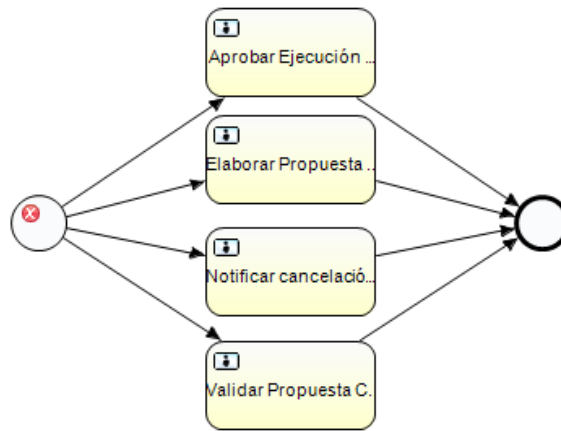 Aprobar Ejecución ...
Elaborar Propuesta ...
Notificar cancelació...
Validar Propuesta C.